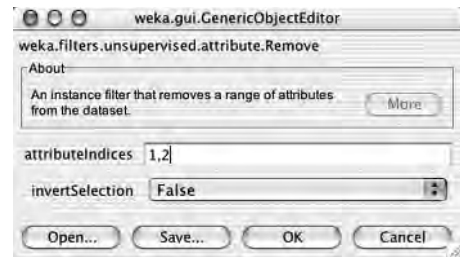 weka.gui.GenericObjectEditor
weka.filters.unsupervised.attribute.Remove
About
An instance filter that removes a range of attributes
from the dataset.
More
attributeIndices 1,2
invertSelection False
Open... Save... OK Cancel